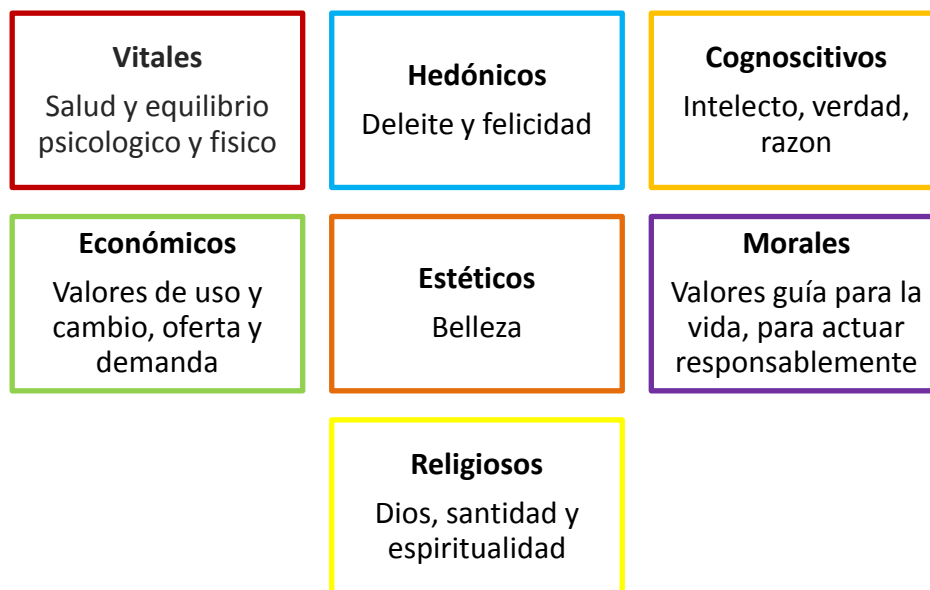 Vitales
Salud y equilibrio
psicologico y fisico
Hedónicos
Deleite y felicidad
Cognoscitivos
Intelecto, verdad,
razon
Económicos
Valores de uso y
cambio, oferta y
demanda
Estéticos
Belleza
Morales
Valores guía para la
vida, para actuar
responsablemente
Religiosos
Dios, santidad y
espiritualidad